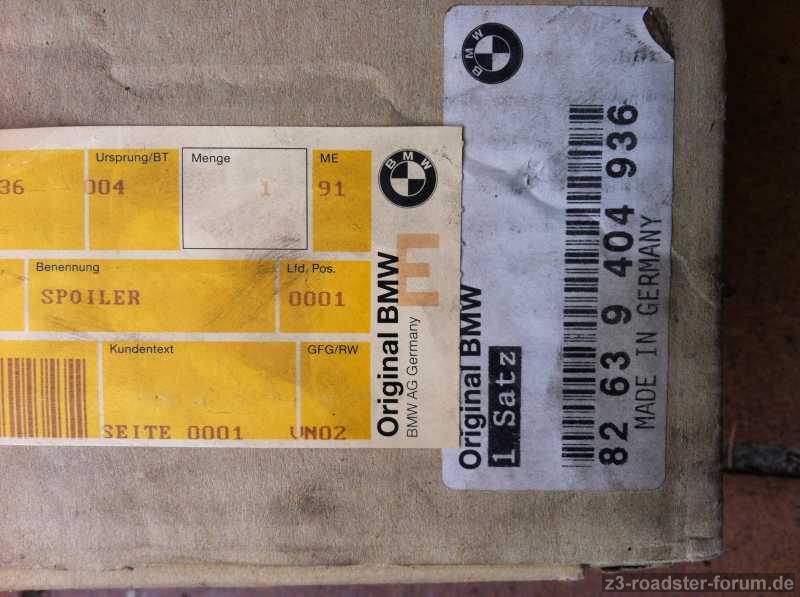 36
Ursprung/BT
004
Menge
1
ME
91
Benennung
SPOILER
Lfd. Pos.
0001
Kundentext
SEITE 0001
GFG/RW
VN02
BMW
E
Original BMW
BMW AG Germany
BMW
Original BMW
1 Satz
82 63 9 404 936
MADE IN GERMANY
z3-roadster-forum.de